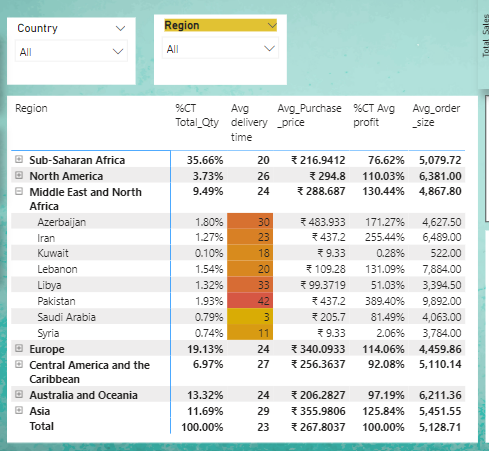 Country
All
Region
All
Total Sales
Region %CT Total_Qty Avg delivery time Avg_Purchase _price %CT Avg profit Avg_order _size
Sub-Saharan Africa 35.66% 20 ₹ 216.9412 76.62% 5,079.72
North America 3.73% 26 ₹ 294.8 110.03% 6,381.00
Middle East and North Africa 9.49% 24 ₹ 288.687 130.44% 4,867.80
Azerbaijan 1.80% 30 ₹ 483.933 171.27% 4,627.50
Iran 1.27% 23 ₹ 437.2 255.44% 6,489.00
Kuwait 0.10% 18 ₹ 9.33 0.28% 522.00
Lebanon 1.54% 20 ₹ 109.28 131.09% 7,884.00
Libya 1.32% 33 ₹ 99.3719 51.03% 3,394.50
Pakistan 1.93% 42 ₹ 437.2 389.40% 9,892.00
Saudi Arabia 0.79% 3 ₹ 205.7 81.49% 4,063.00
Syria 0.74% 11 ₹ 9.33 2.06% 3,784.00
Europe 19.13% 24 ₹ 340.0933 114.06% 4,459.86
Central America and the Caribbean 6.97% 27 ₹ 256.3637 92.08% 5,110.14
Australia and Oceania 13.32% 24 ₹ 206.2827 97.19% 6,211.36
Asia 11.69% 29 ₹ 355.9806 125.84% 5,451.55
Total 100.00% 23 ₹ 267.8037 100.00% 5,128.71